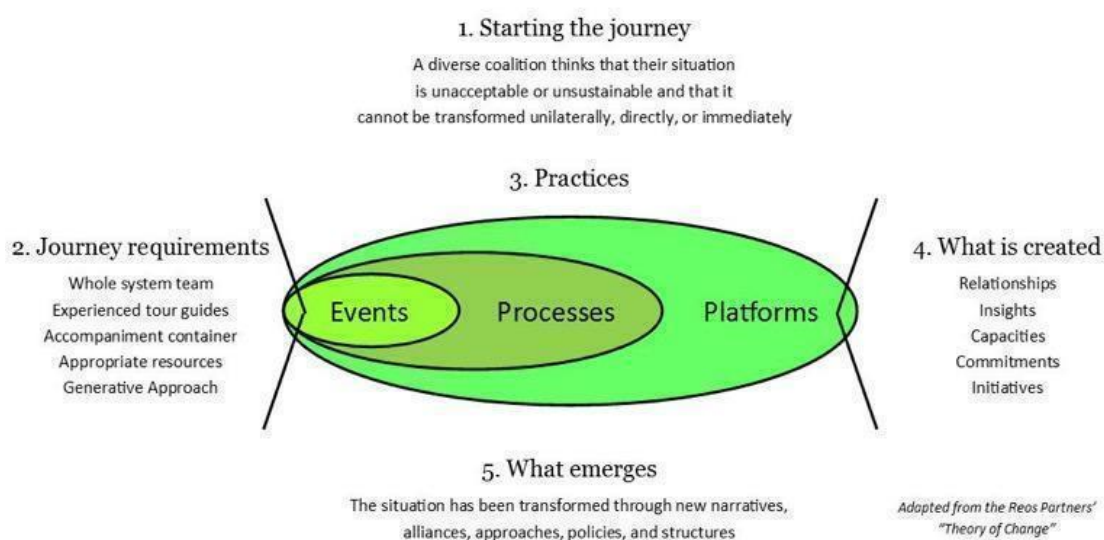 1. Starting the journey
A diverse coalition thinks that their situation
is unacceptable or unsustainable and that it
cannot be transformed unilaterally, directly, or immediately
2. Journey requirements
Whole system team
Experienced tour guides
Accompaniment container
Appropriate resources
Generative Approach
3. Practices
Events
Processes
Platforms
4. What is created
Relationships
Insights
Capacities
Commitments
Initiatives
5. What emerges
The situation has been transformed through new narratives,
alliances, approaches, policies, and structures
Adapted from the Reos Partners'
"Theory of Change"